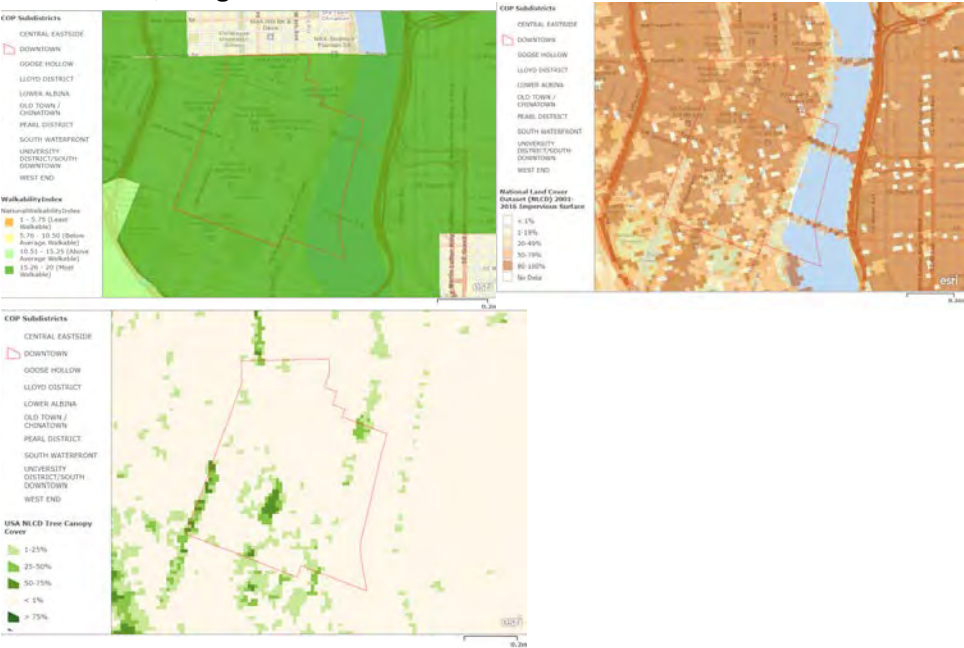 COP Subdistricts
CENTRAL EASTSIDE
DOWNTOWN
GOOSE HOLLOW
LLOYD DISTRICT
LOWER ALBINA
OLD TOWN /
CHINATOWN
PEARL DISTRICT
SOUTH WATERFRONT
UNIVERSITY
DISTRICT/SOUTH
DOWNTOWN
WEST END
WalkabilityIndex
NationalWalkabilityIndex
1 - 5.75 (Least
Walkable)
5.76 - 10.50 (Below
Average Walkable)
10.51 - 15.25 (Above
Average Walkable)
15.26 - 20 (Most
Walkable)
esri
0.2m
COP Subdistricts
CENTRAL EASTSIDE
DOWNTOWN
GOOSE HOLLOW
LLOYD DISTRICT
LOWER ALBINA
OLD TOWN /
CHINATOWN
PEARL DISTRICT
SOUTH WATERFRONT
UNIVERSITY
DISTRICT/SOUTH
DOWNTOWN
WEST END
National Land Cover
Dataset (NLCD) 2001-
2016 Impervious Surface
< 1%
1-19%
20-49%
50-79%
80-100%
No Data
esri
COP Subdistricts
CENTRAL EASTSIDE
DOWNTOWN
GOOSE HOLLOW
LLOYD DISTRICT
LOWER ALBINA
OLD TOWN /
CHINATOWN
PEARL DISTRICT
SOUTH WATERFRONT
UNIVERSITY
DISTRICT/SOUTH
DOWNTOWN
WEST END
USA NLCD Tree Canopy
Cover
1-25%
25-50%
50-75%
< 1%
> 75%
esri
0.2m